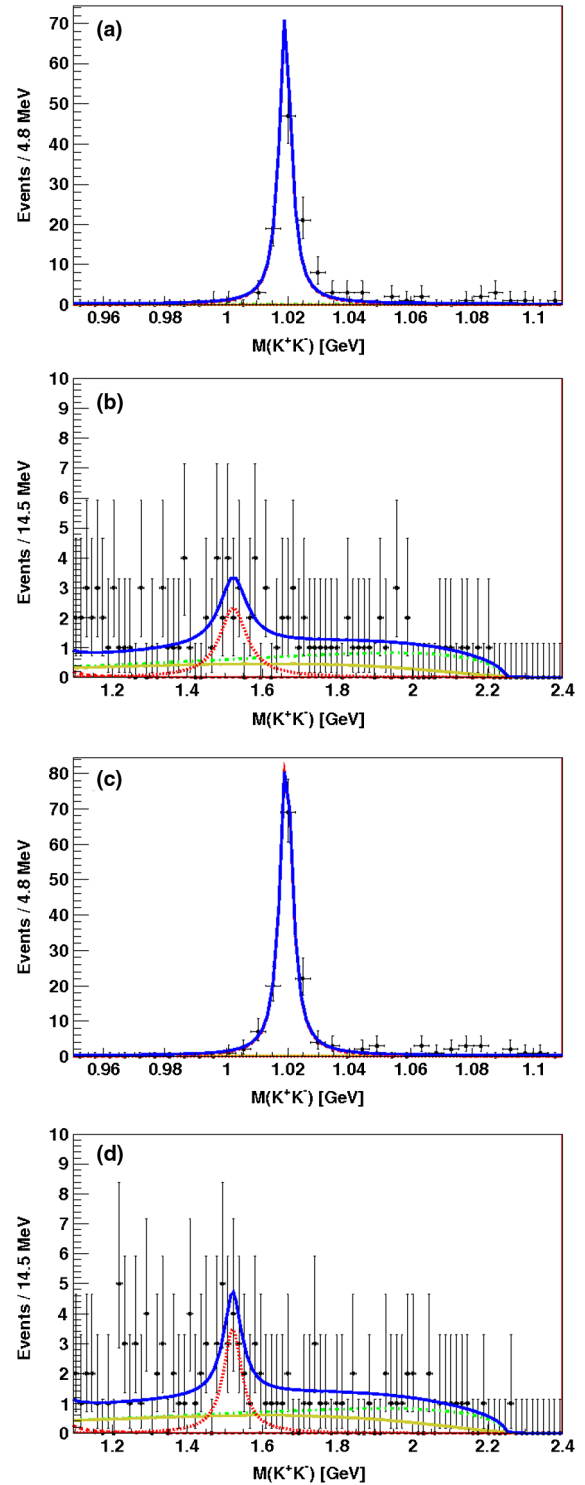 (a)
Events / 4.8 MeV
70
60
50
40
30
20
10
0
0.96 0.98 1 1.02 1.04 1.06 1.08 1.1
M(K⁺K⁻) [GeV]
(b)
Events / 14.5 MeV
10
9
8
7
6
5
4
3
2
1
0
1.2 1.4 1.6 1.8 2 2.2 2.4
M(K⁺K⁻) [GeV]
(c)
Events / 4.8 MeV
80
70
60
50
40
30
20
10
0
0.96 0.98 1 1.02 1.04 1.06 1.08 1.1
M(K⁺K⁻) [GeV]
(d)
Events / 14.5 MeV
10
9
8
7
6
5
4
3
2
1
0
1.2 1.4 1.6 1.8 2 2.2 2.4
M(K⁺K⁻) [GeV]